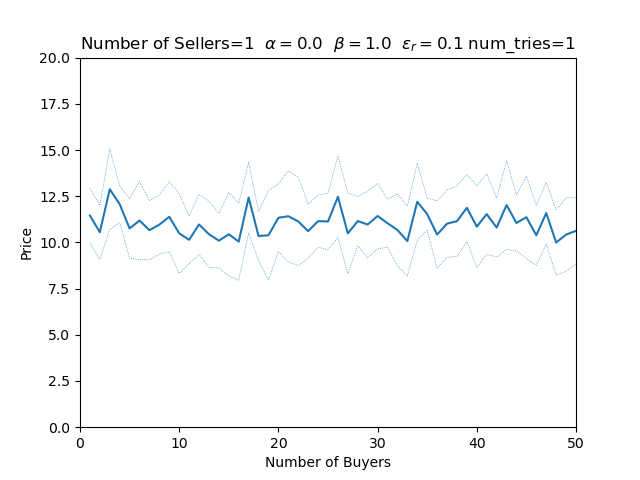 Number of Sellers=1 α = 0.0 β = 1.0 εr = 0.1 num_tries=1
20.0
17.5
15.0
12.5
10.0
7.5
5.0
2.5
0.0
Price
0 10 20 30 40 50
Number of Buyers